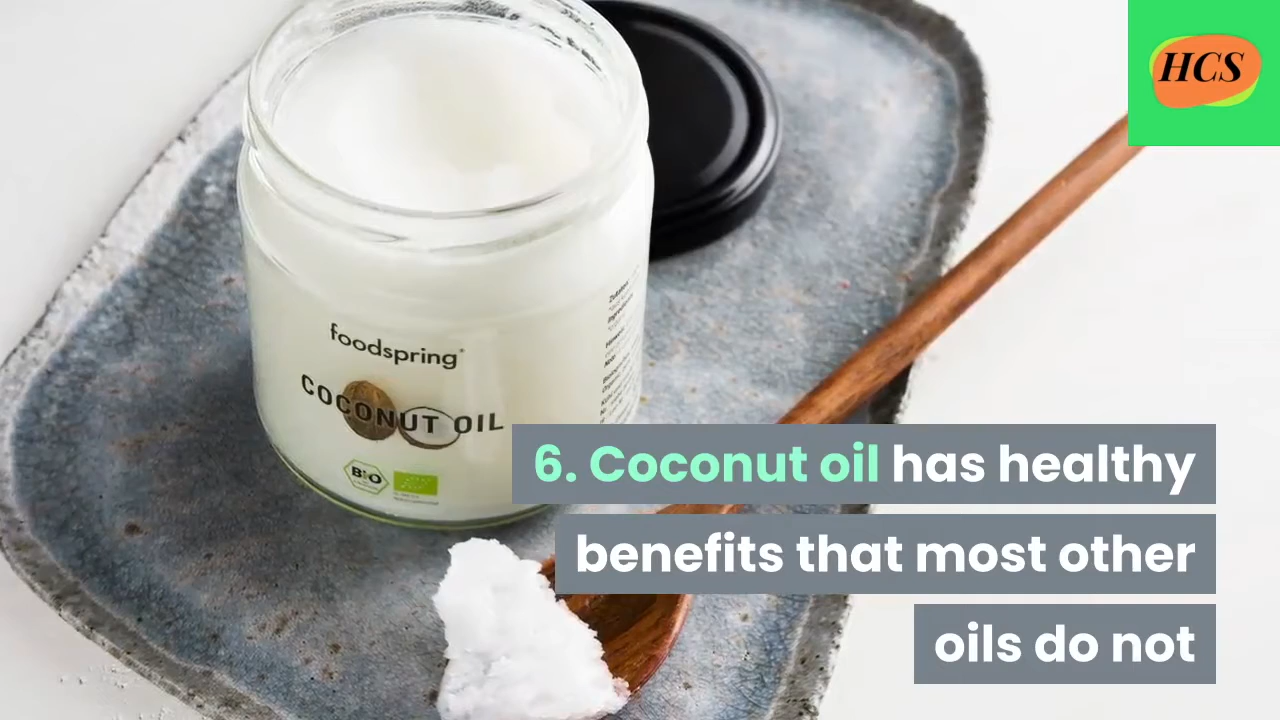 HCS
foodspring
COCONUT OIL
BIO
6. Coconut oil has healthy
benefits that most other
oils do not